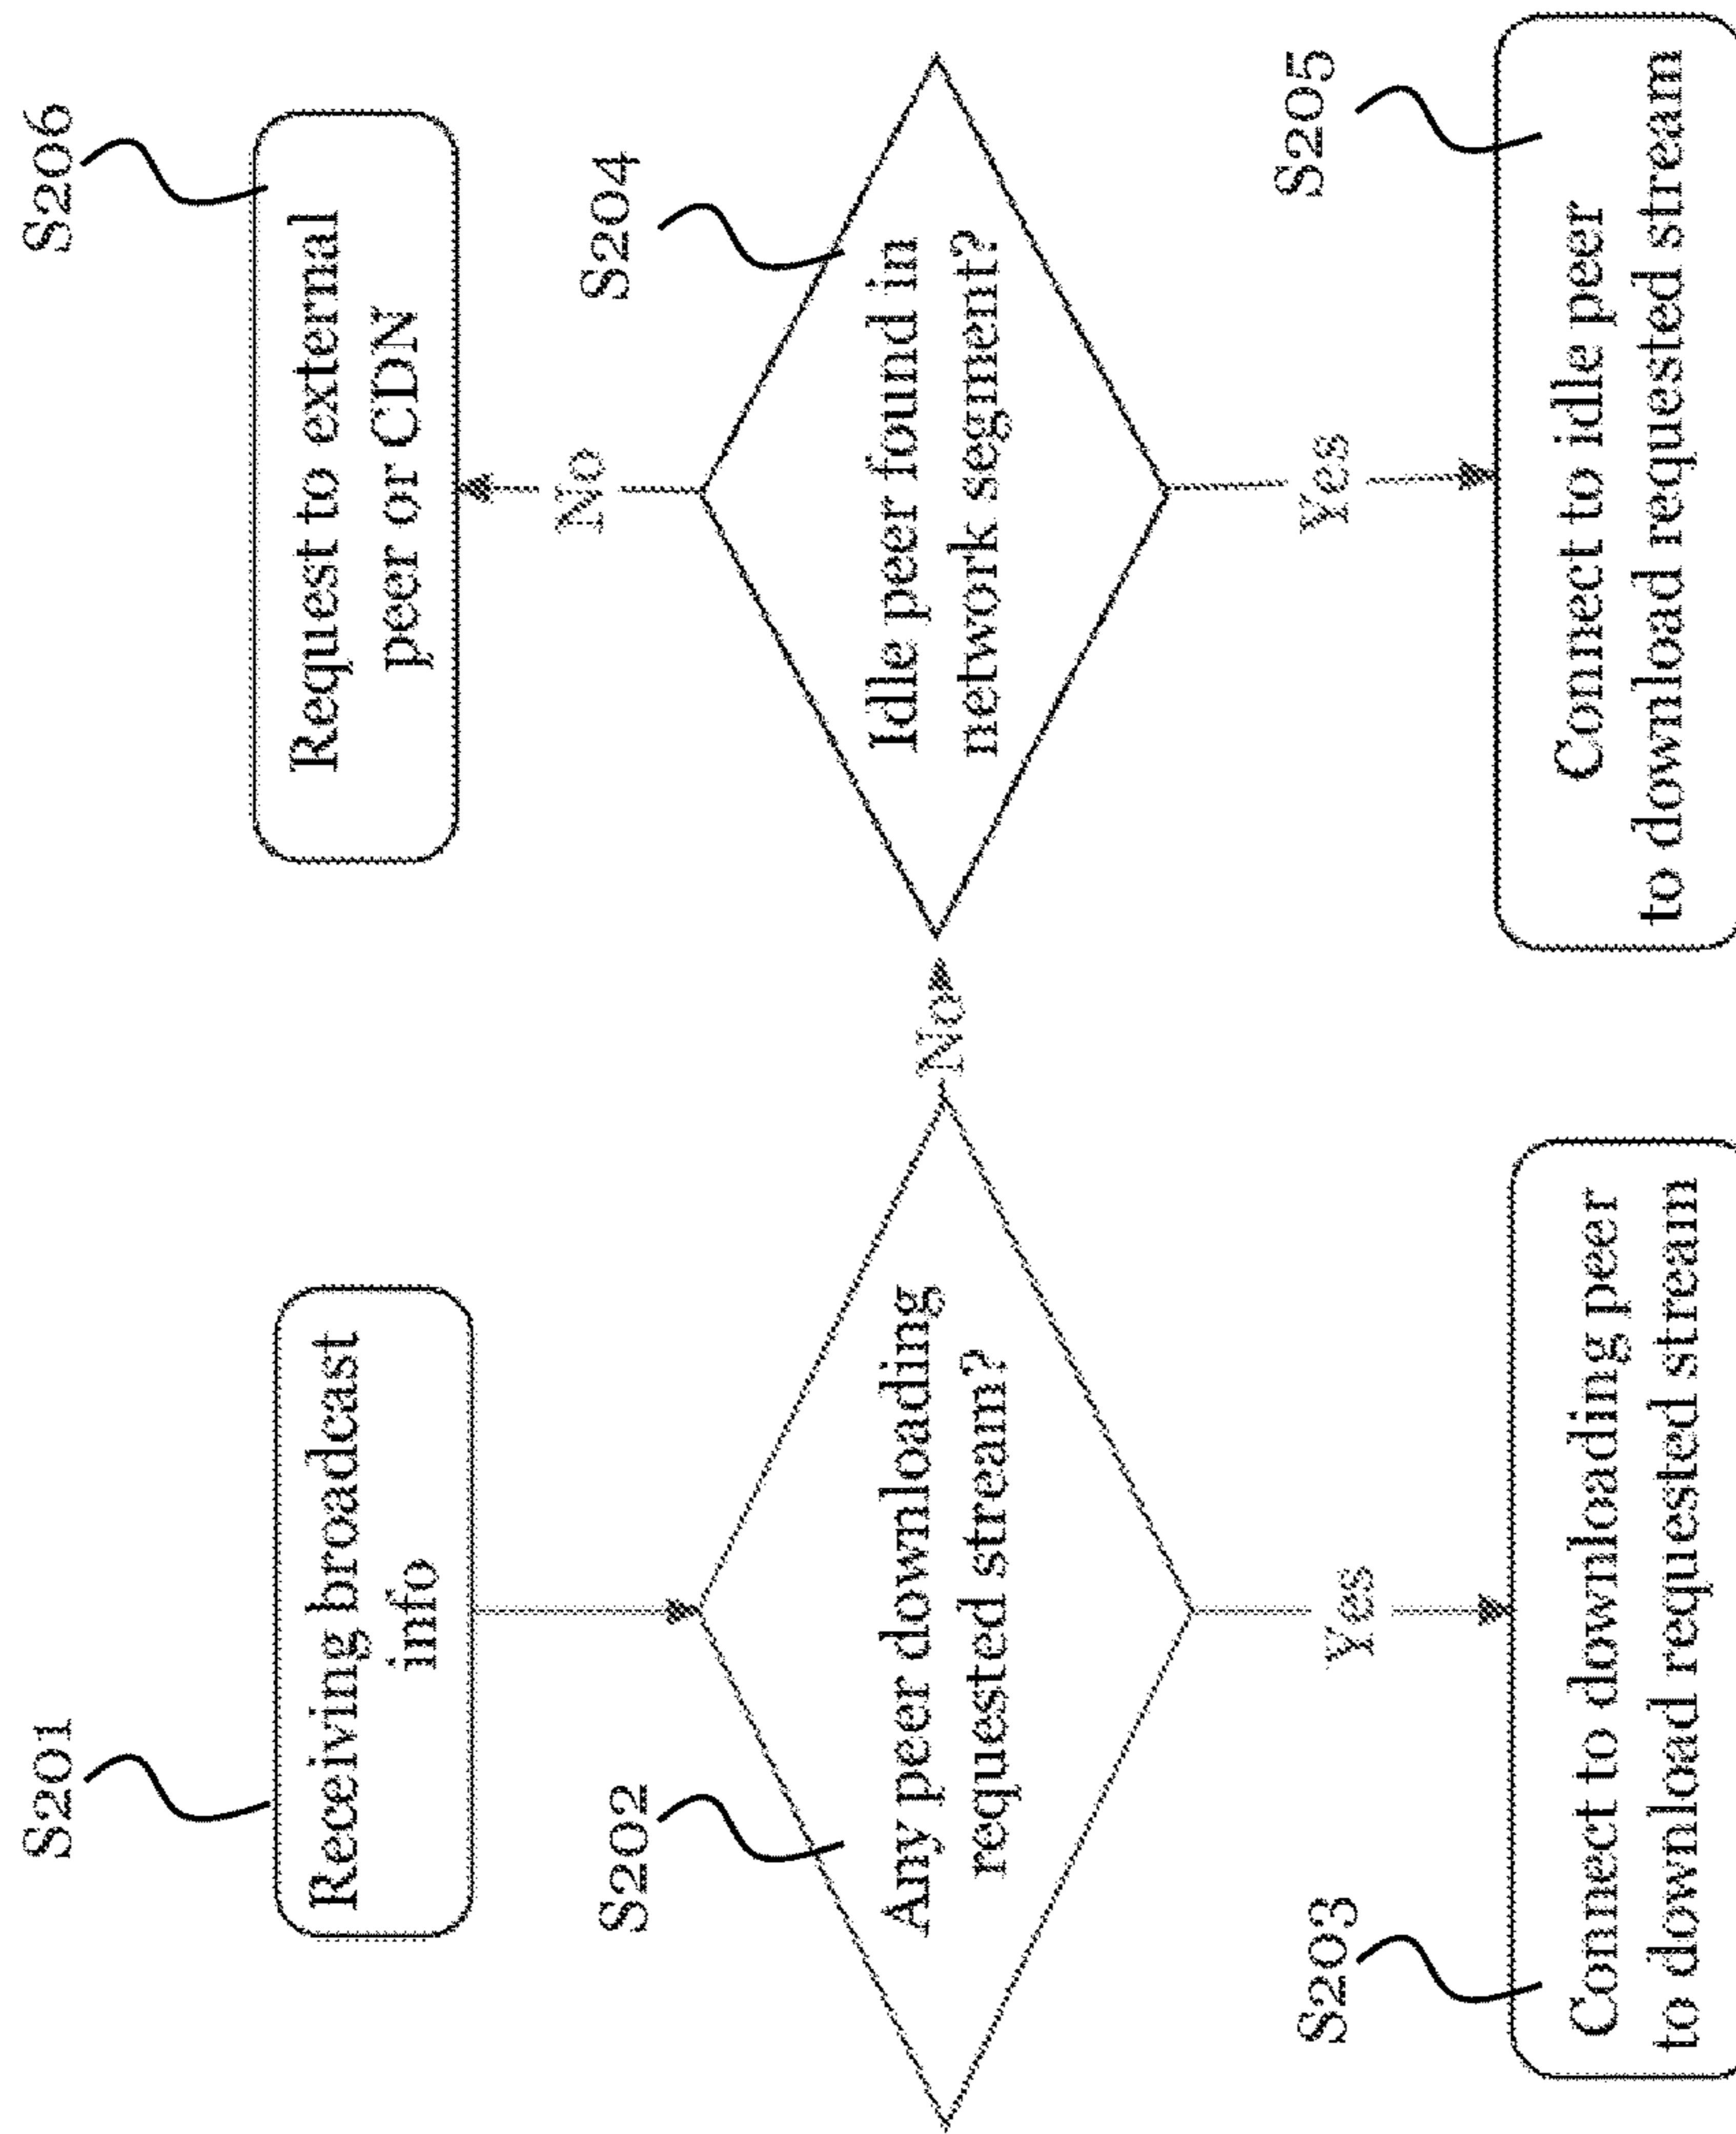 S201
Receiving broadcast
info
S202
Any peer downloading
requested stream?
No
Yes
S203
Connect to downloading peer
to download requested stream
S204
Idle peer found in
network segment?
No
Yes
S205
Connect to idle peer
to download requested stream
S206
Request to external
peer or CDN